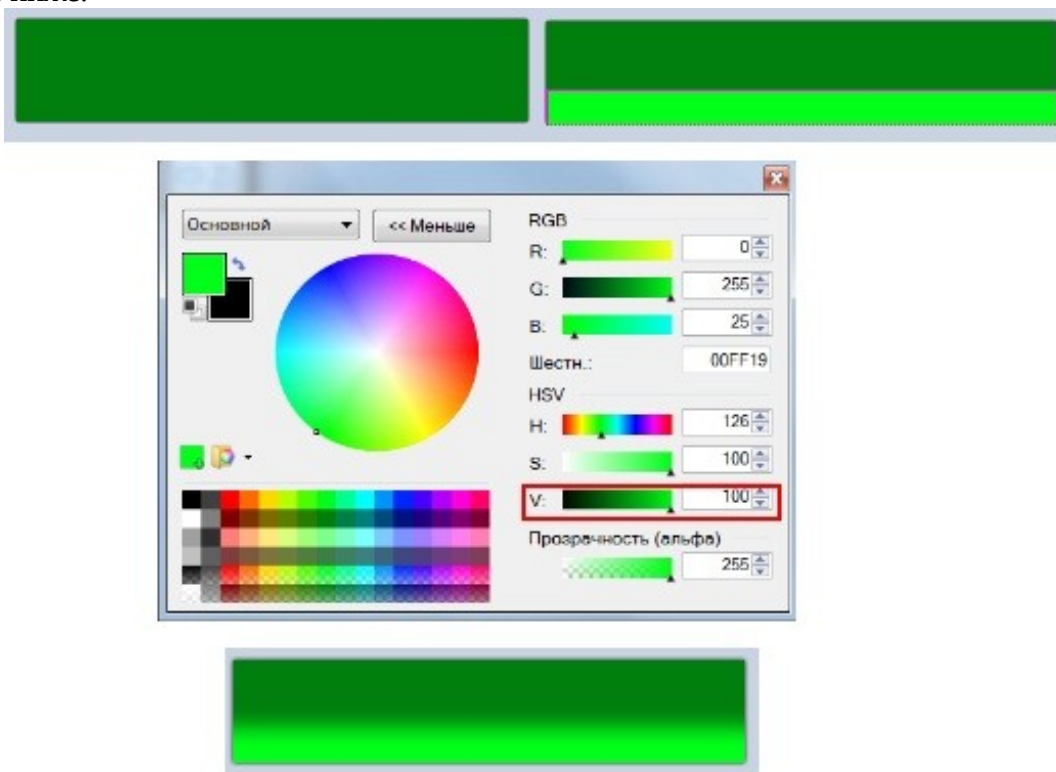 Основной
<< Меньше
RGB
R: 0
G: 255
B: 25
Шестн.: 00FF19
HSV
H: 126
S: 100
V: 100
Прозрачность (альфа)
255